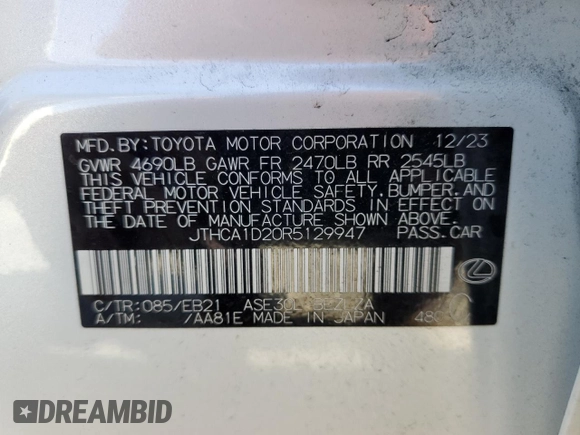 MFD.BY:TOYOTA MOTOR CORPORATION 12/23
GVWR 4690LB GAWR FR 2470LB RR 2545LB
THIS VEHICLE CONFORMS TO ALL APPLICABLE
FEDERAL MOTOR VEHICLE SAFETY,BUMPER,AND
THEFT PREVENTION STANDARDS IN EFFECT ON
THE DATE OF MANUFACTURE SHOWN ABOVE.
JTHCA1D20R5129947 PASS.CAR
C/TR:085/EB21
A/TM: /AA81E MADE IN JAPAN
DREAMBID